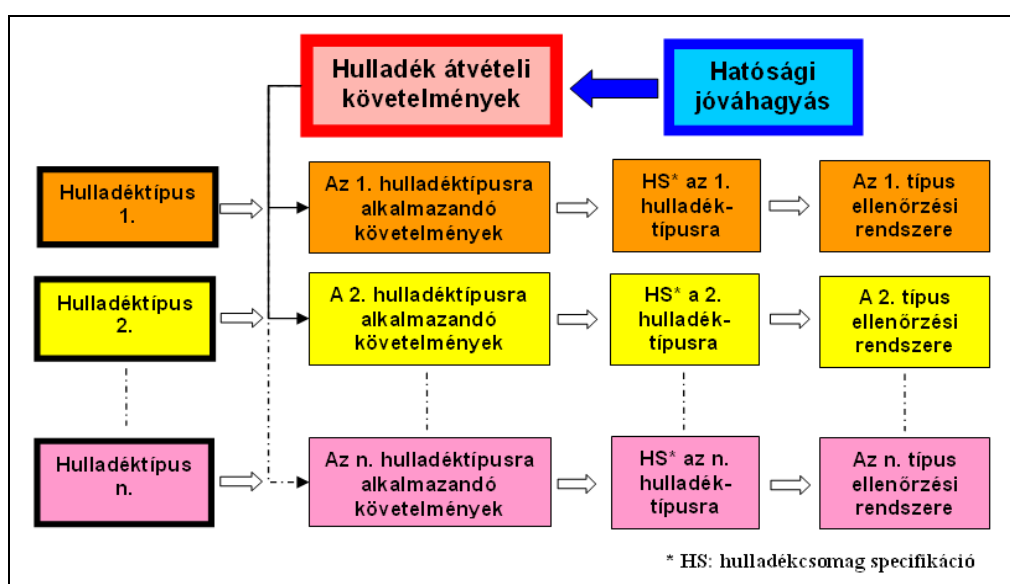 Hulladék átvételi
követelmények
Hatósági
jóváhagyás
Hulladéktípus
1.
Az 1. hulladéktípusra
alkalmazandó
követelmények
HS* az 1.
hulladék-
típusra
Az 1. típus
ellenőrzési
rendszere
Hulladéktípus
2.
A 2. hulladéktípusra
alkalmazandó
követelmények
HS* a 2.
hulladék-
típusra
A 2. típus
ellenőrzési
rendszere
Hulladéktípus
n.
Az n. hulladéktípusra
alkalmazandó
követelmények
HS* az n.
hulladék-
típusra
Az n. típus
ellenőrzési
rendszere
* HS: hulladékcsomag specifikáció